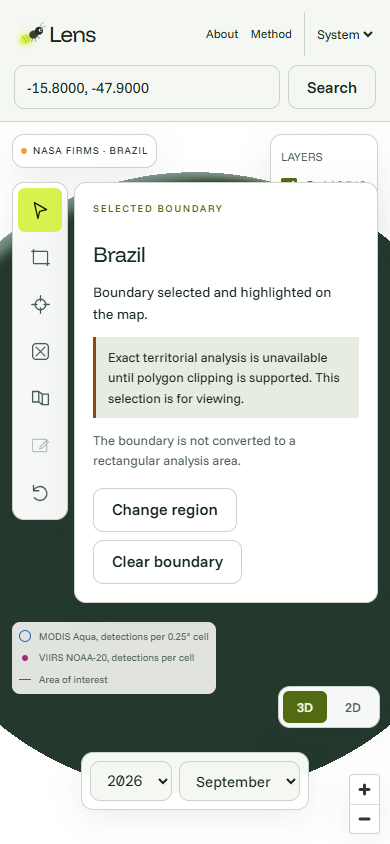 Lens
About Method System
-15.8000, -47.9000 Search
NASA FIRMS · BRAZIL
LAYERS
SELECTED BOUNDARY
Brazil
Boundary selected and highlighted on
the map.
Exact territorial analysis is unavailable
until polygon clipping is supported. This
selection is for viewing.
The boundary is not converted to a
rectangular analysis area.
Change region
Clear boundary
MODIS Aqua, detections per 0.25° cell
VIIRS NOAA-20, detections per cell
Area of interest
3D 2D
2026 September
+
−